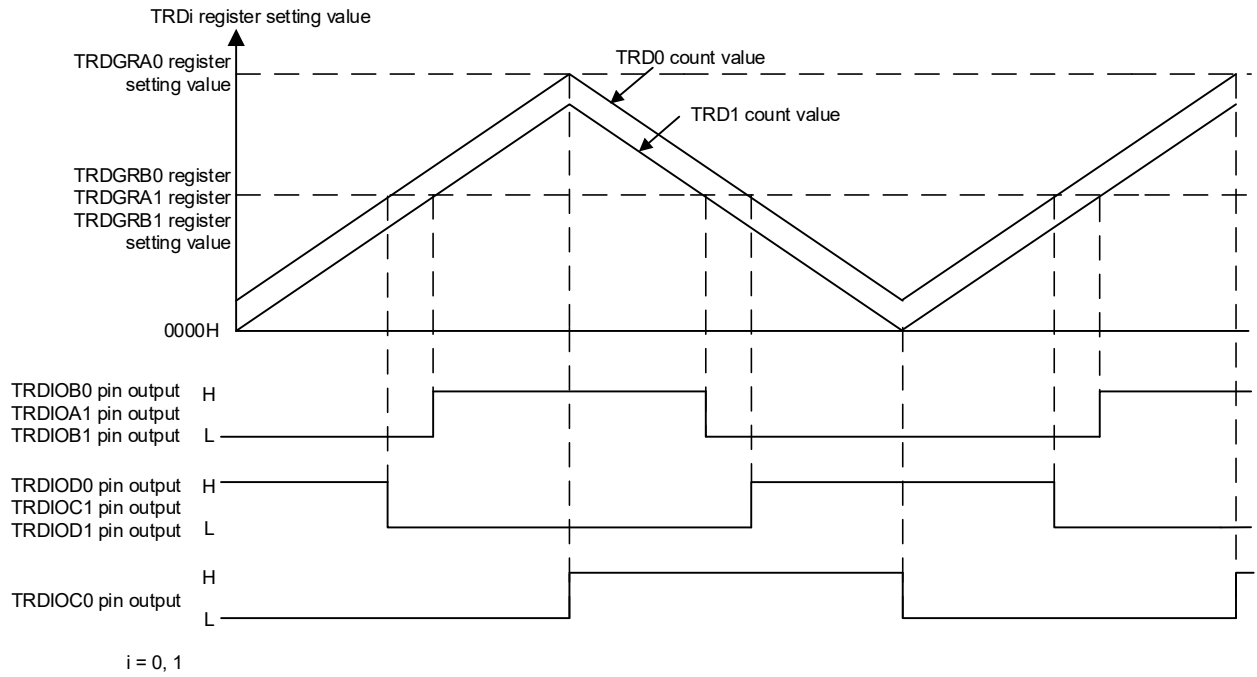 TRDi register setting value
TRDGRA0 register
setting value
TRD0 count value
TRD1 count value
TRDGRB0 register
TRDGRA1 register
TRDGRB1 register
setting value
0000H
TRDIOB0 pin output H
TRDIOA1 pin output
TRDIOB1 pin output L
TRDIOD0 pin output H
TRDIOC1 pin output
TRDIOD1 pin output L
H
TRDIOC0 pin output
L
i = 0, 1